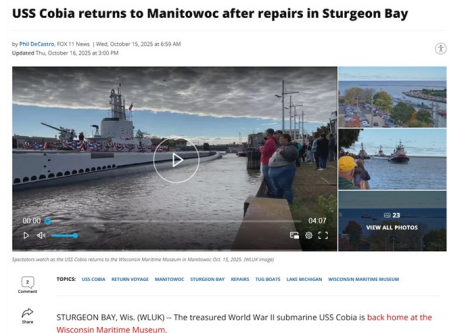 USS Cobia returns to Manitowoc after repairs in Sturgeon Bay
by Phil DeCastro, FOX 11 News | Wed, October 15, 2025 at 6:59 AM
Updated Thu, October 16, 2025 at 3:00 PM
00:00
04:07
23
VIEW ALL PHOTOS
Spectators watch as the USS Cobia returns to the Wisconsin Maritime Museum in Manitowoc Oct. 15, 2025. (WLUK image)
2
Comment
TOPICS: USS COBIA RETURN VOYAGE MANITOWOC STURGEON BAY REPAIRS TUG BOATS LAKE MICHIGAN WISCONSIN MARITIME MUSEUM
Share
STURGEON BAY, Wis. (WLUK) -- The treasured World War II submarine USS Cobia is back home at the
Wisconsin Maritime Museum.